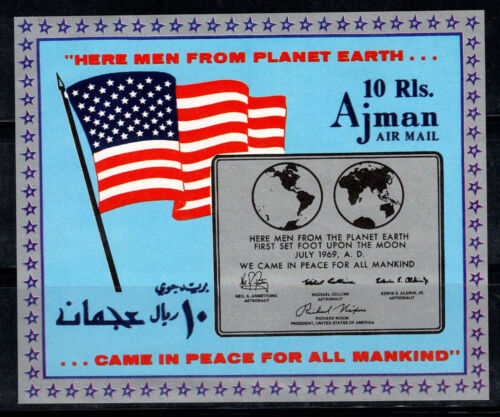 "HERE MEN FROM PLANET EARTH . . .
10 Rls.
Ajman
AIR MAIL
HERE MEN FROM THE PLANET EARTH
FIRST SET FOOT UPON THE MOON
JULY 1969, A. D.
WE CAME IN PEACE FOR ALL MANKIND
NEIL A. ARMSTRONG
ASTRONAUT
MICHAEL COLLINS
ASTRONAUT
EDWIN E. ALDRIN, JR.
ASTRONAUT
Richard Nixon
RICHARD NIXON
PRESIDENT, UNITED STATES OF AMERICA
بريد جوي
١٠ ريال عجمان
. . . CAME IN PEACE FOR ALL MANKIND"